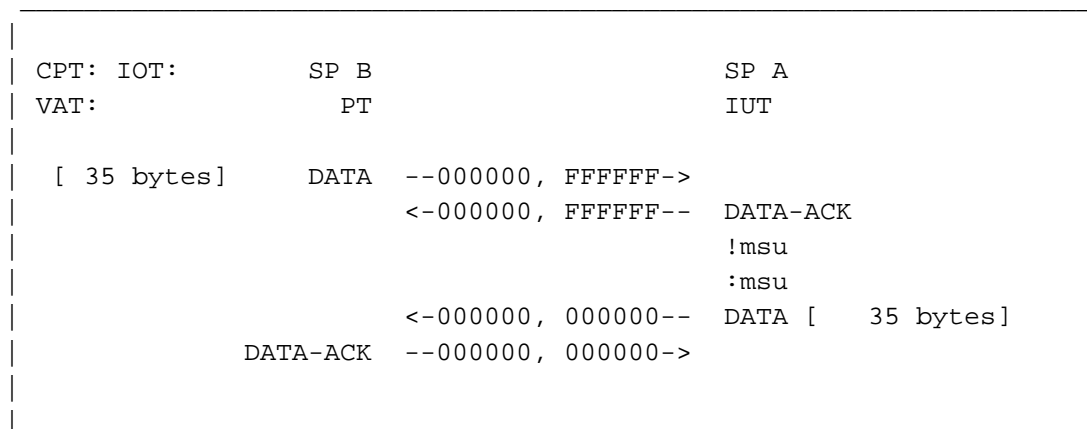 CPT: IOT: SP B SP A
VAT: PT IUT
[ 35 bytes] DATA --000000, FFFFFF->
<-000000, FFFFFF-- DATA-ACK
!msu
:msu
<-000000, 000000-- DATA [ 35 bytes]
DATA-ACK --000000, 000000->